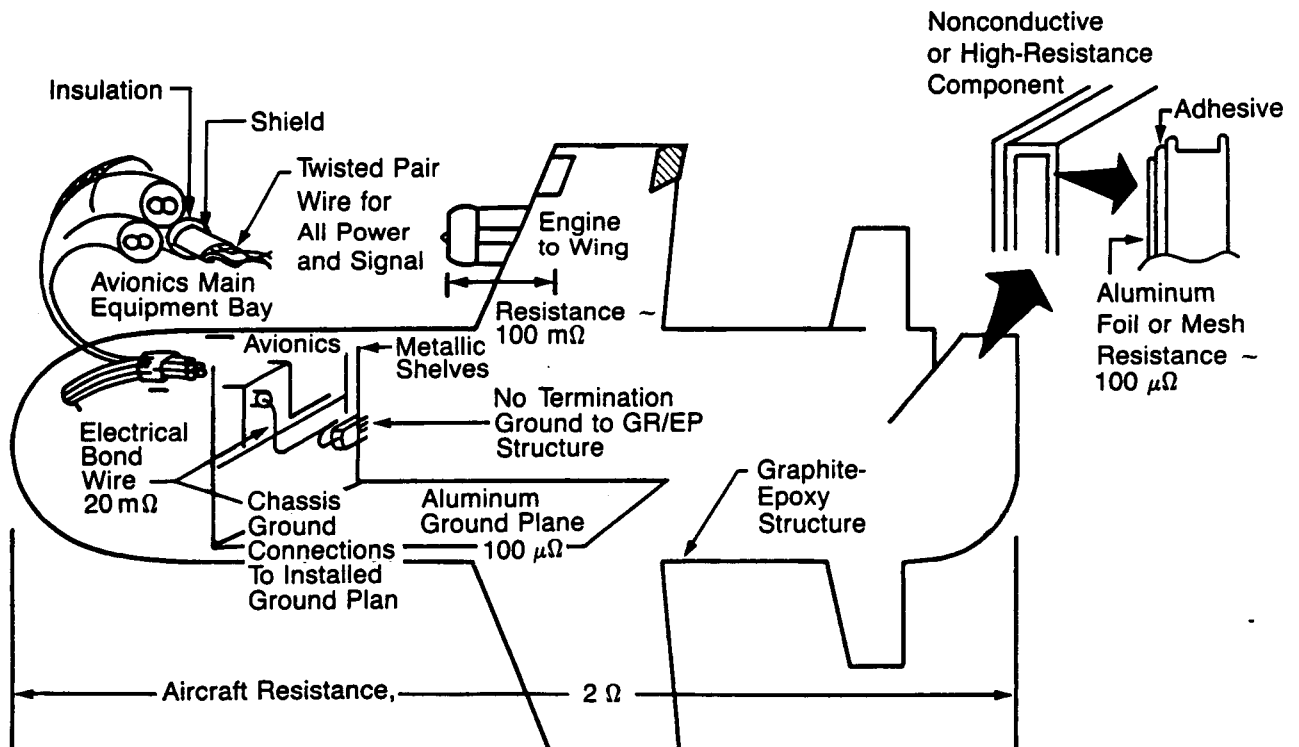 Nonconductive
or High-Resistance
Component
Adhesive
Aluminum
Foil or Mesh
Resistance ~
100 μΩ
Insulation
Shield
Twisted Pair
Wire for
All Power
and Signal
Avionics Main
Equipment Bay
Engine
to Wing
Resistance ~
100 mΩ
Avionics
Metallic
Shelves
No Termination
Ground to GR/EP
Structure
Electrical
Bond
Wire
20 mΩ
Chassis
Ground
Connections
To Installed
Ground Plan
Aluminum
Ground Plane
100 μΩ
Graphite-
Epoxy
Structure
Aircraft Resistance, 2 Ω